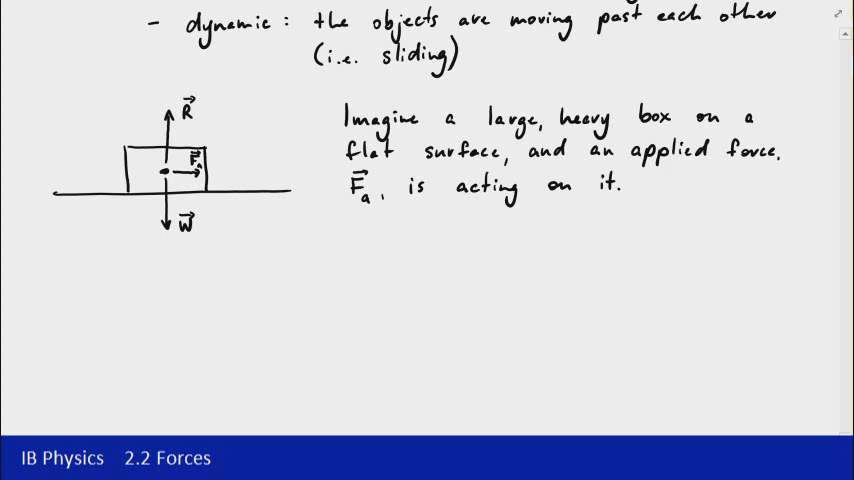 - dynamic: the objects are moving past each other
(i.e. sliding)
R
Imagine a large, heavy box on a
flat surface, and an applied force,
Fa, is acting on it.
Fa
W
IB Physics 2.2 Forces